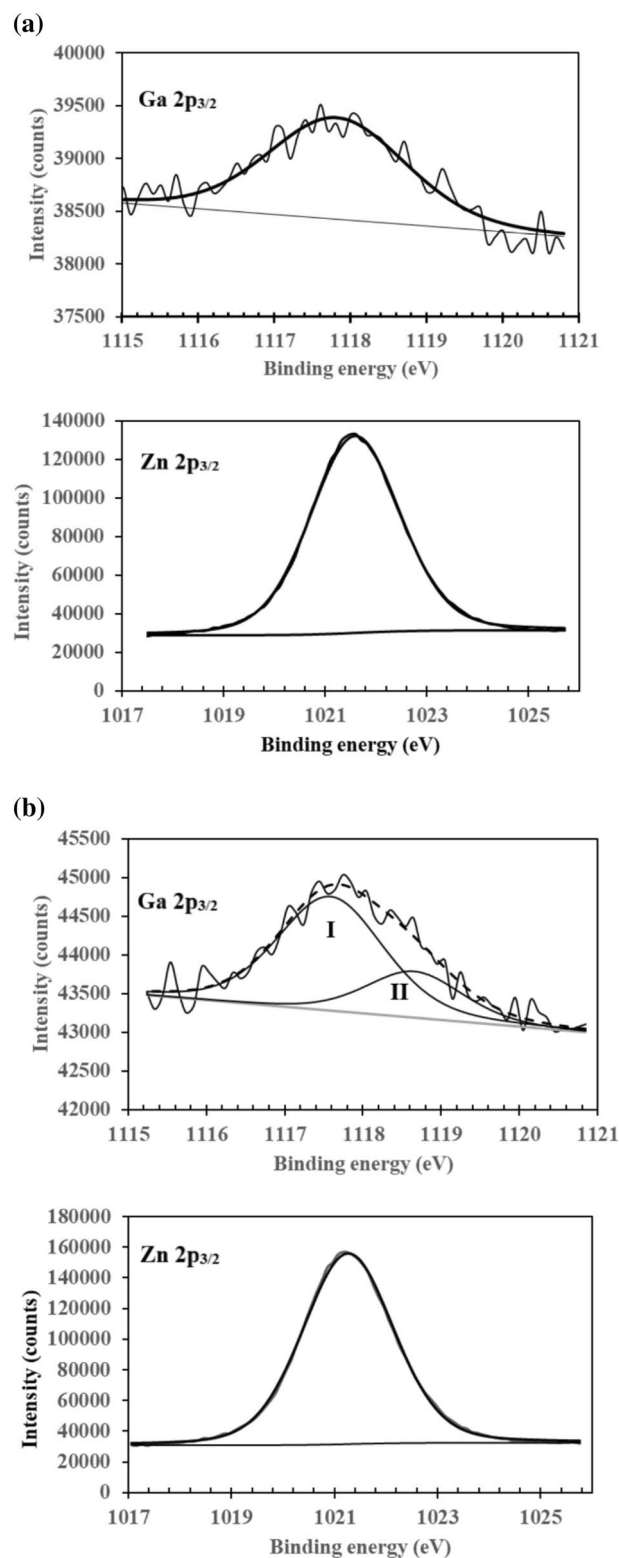 (a)
Ga 2p3/2
40000
39500
39000
38500
38000
37500
Intensity (counts)
1115 1116 1117 1118 1119 1120 1121
Binding energy (eV)
Zn 2p3/2
140000
120000
100000
80000
60000
40000
20000
0
Intensity (counts)
1017 1019 1021 1023 1025
Binding energy (eV)
(b)
Ga 2p3/2
45500
45000
44500
44000
43500
43000
42500
42000
Intensity (counts)
I
II
1115 1116 1117 1118 1119 1120 1121
Binding energy (eV)
Zn 2p3/2
180000
160000
140000
120000
100000
80000
60000
40000
20000
0
Intensity (counts)
1017 1019 1021 1023 1025
Binding energy (eV)